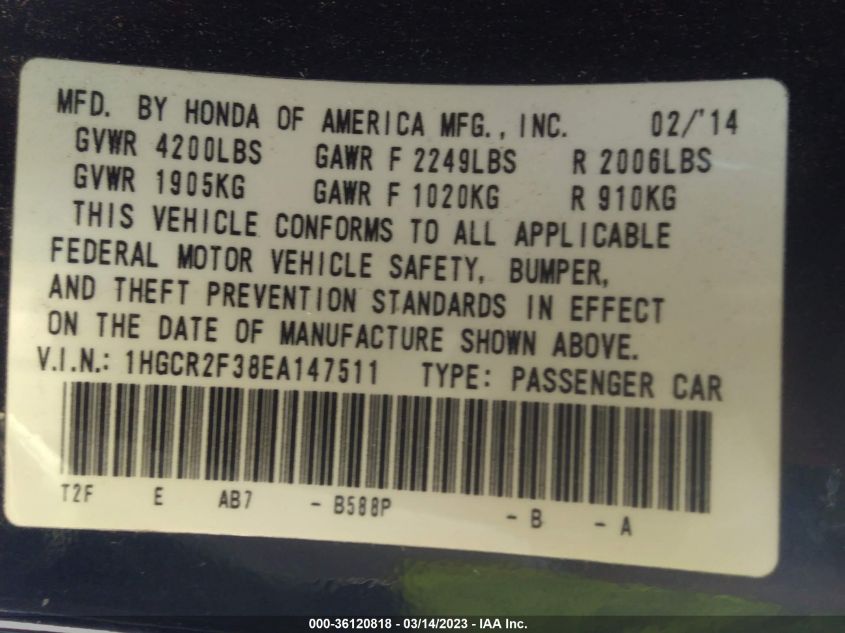 MFD. BY HONDA OF AMERICA MFG., INC. 02/'14
GVWR 4200LBS GAWR F 2249LBS R 2006LBS
GVWR 1905KG GAWR F 1020KG R 910KG
THIS VEHICLE CONFORMS TO ALL APPLICABLE
FEDERAL MOTOR VEHICLE SAFETY, BUMPER,
AND THEFT PREVENTION STANDARDS IN EFFECT
ON THE DATE OF MANUFACTURE SHOWN ABOVE.
V.I.N.: 1HGCR2F38EA147511 TYPE: PASSENGER CAR
T2F E AB7 - B588P - B - A
000-36120818 - 03/14/2023 - IAA Inc.